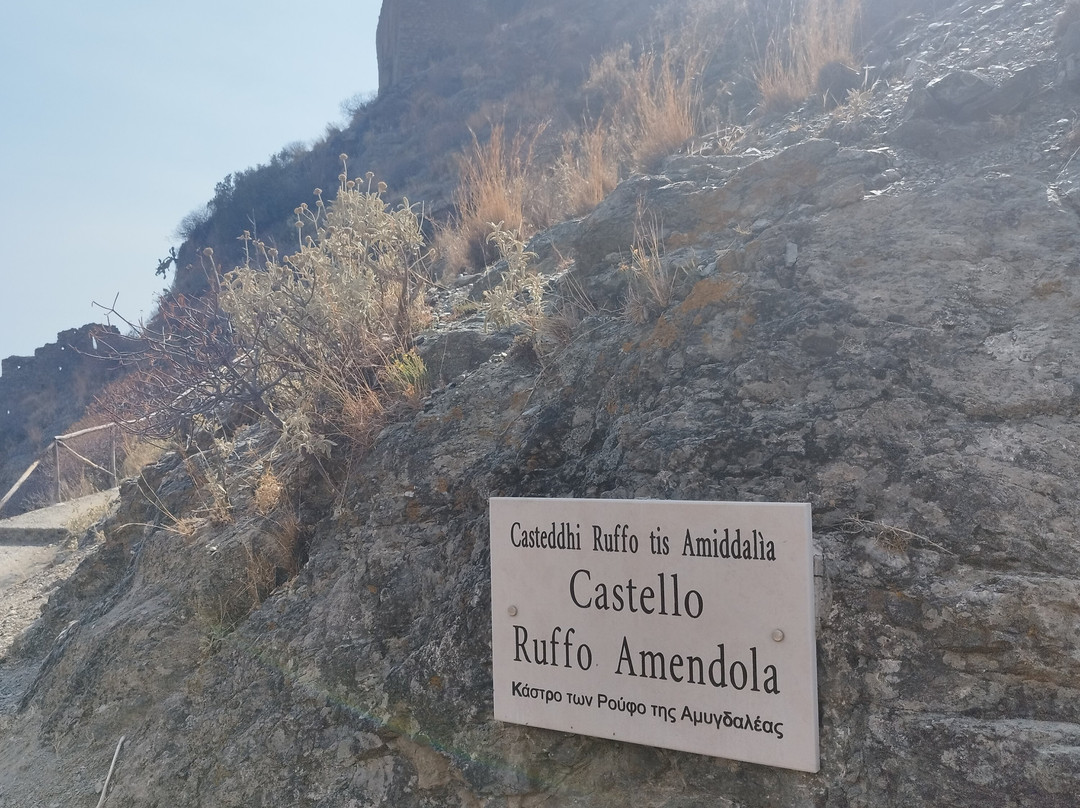 Casteddhi Ruffo tis Amiddalìa
Castello
Ruffo Amendola
Κάστρο των Ρούφο της Αμυγδαλέας